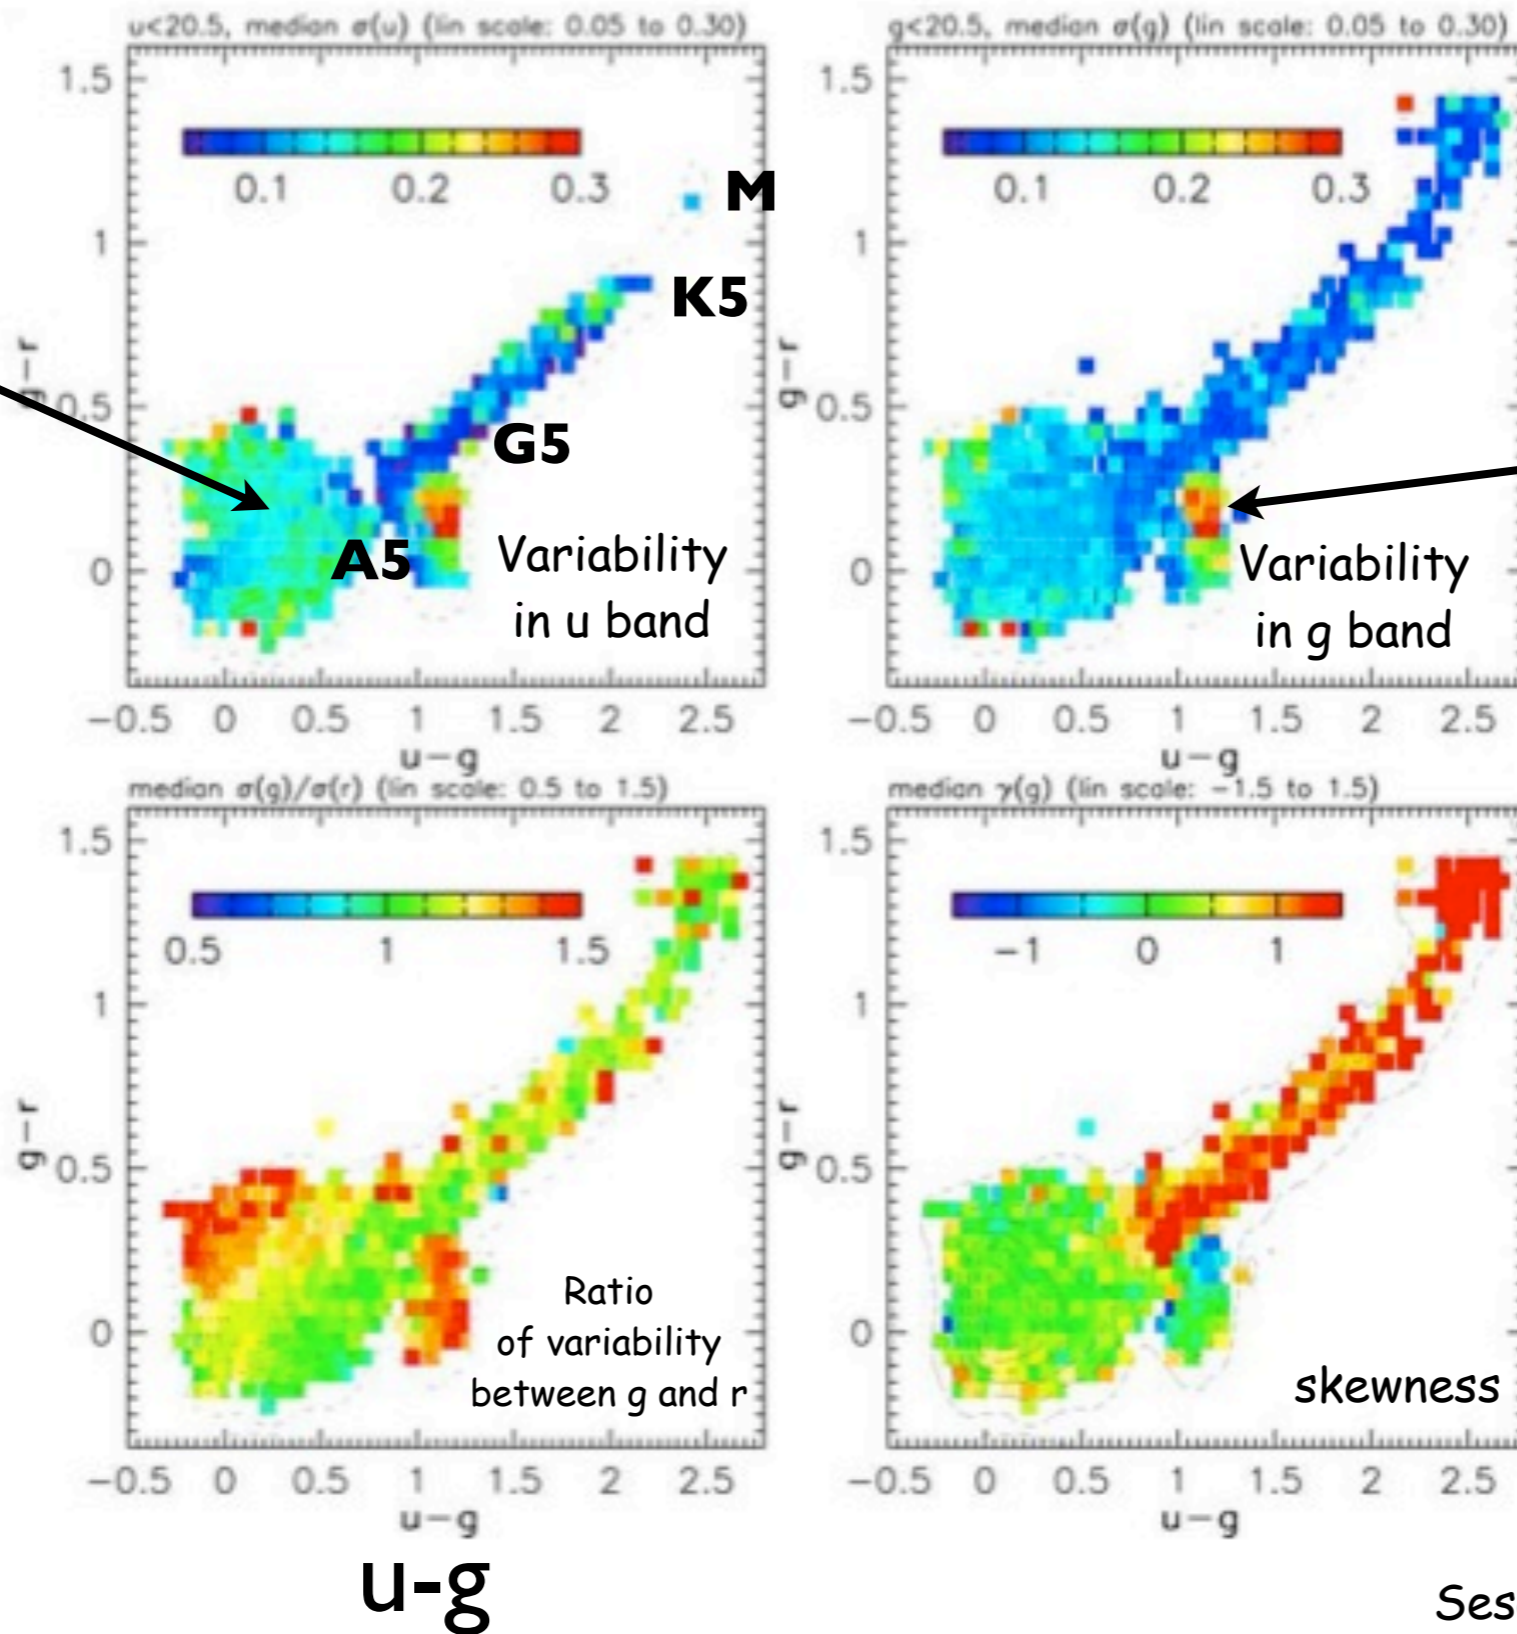 u<20.5, median σ(u) (lin scale: 0.05 to 0.30)
1.5
1
0.5
0
0.1 0.2 0.3
M
K5
G5
A5
Variability
in u band
g-r
-0.5 0 0.5 1 1.5 2 2.5
u-g
g<20.5, median σ(g) (lin scale: 0.05 to 0.30)
1.5
1
0.5
0
0.1 0.2 0.3
Variability
in g band
g-r
-0.5 0 0.5 1 1.5 2 2.5
u-g
median σ(g)/σ(r) (lin scale: 0.5 to 1.5)
1.5
1
0.5
0
0.5 1 1.5
Ratio
of variability
between g and r
g-r
-0.5 0 0.5 1 1.5 2 2.5
u-g
median γ(g) (lin scale: -1.5 to 1.5)
1.5
1
0.5
0
-1 0 1
skewness
g-r
-0.5 0 0.5 1 1.5 2 2.5
u-g
u-g
Ses